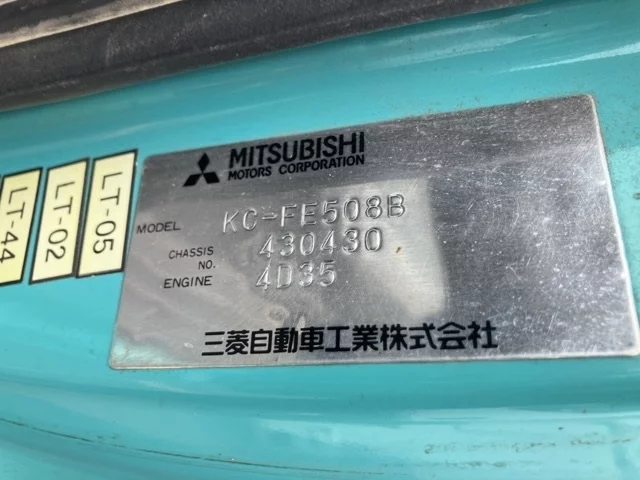 MITSUBISHI
MOTORS CORPORATION
MODEL KC-FE508B
CHASSIS NO. 430430
ENGINE 4D35
三菱自動車工業株式会社
LT-44
LT-02
LT-05